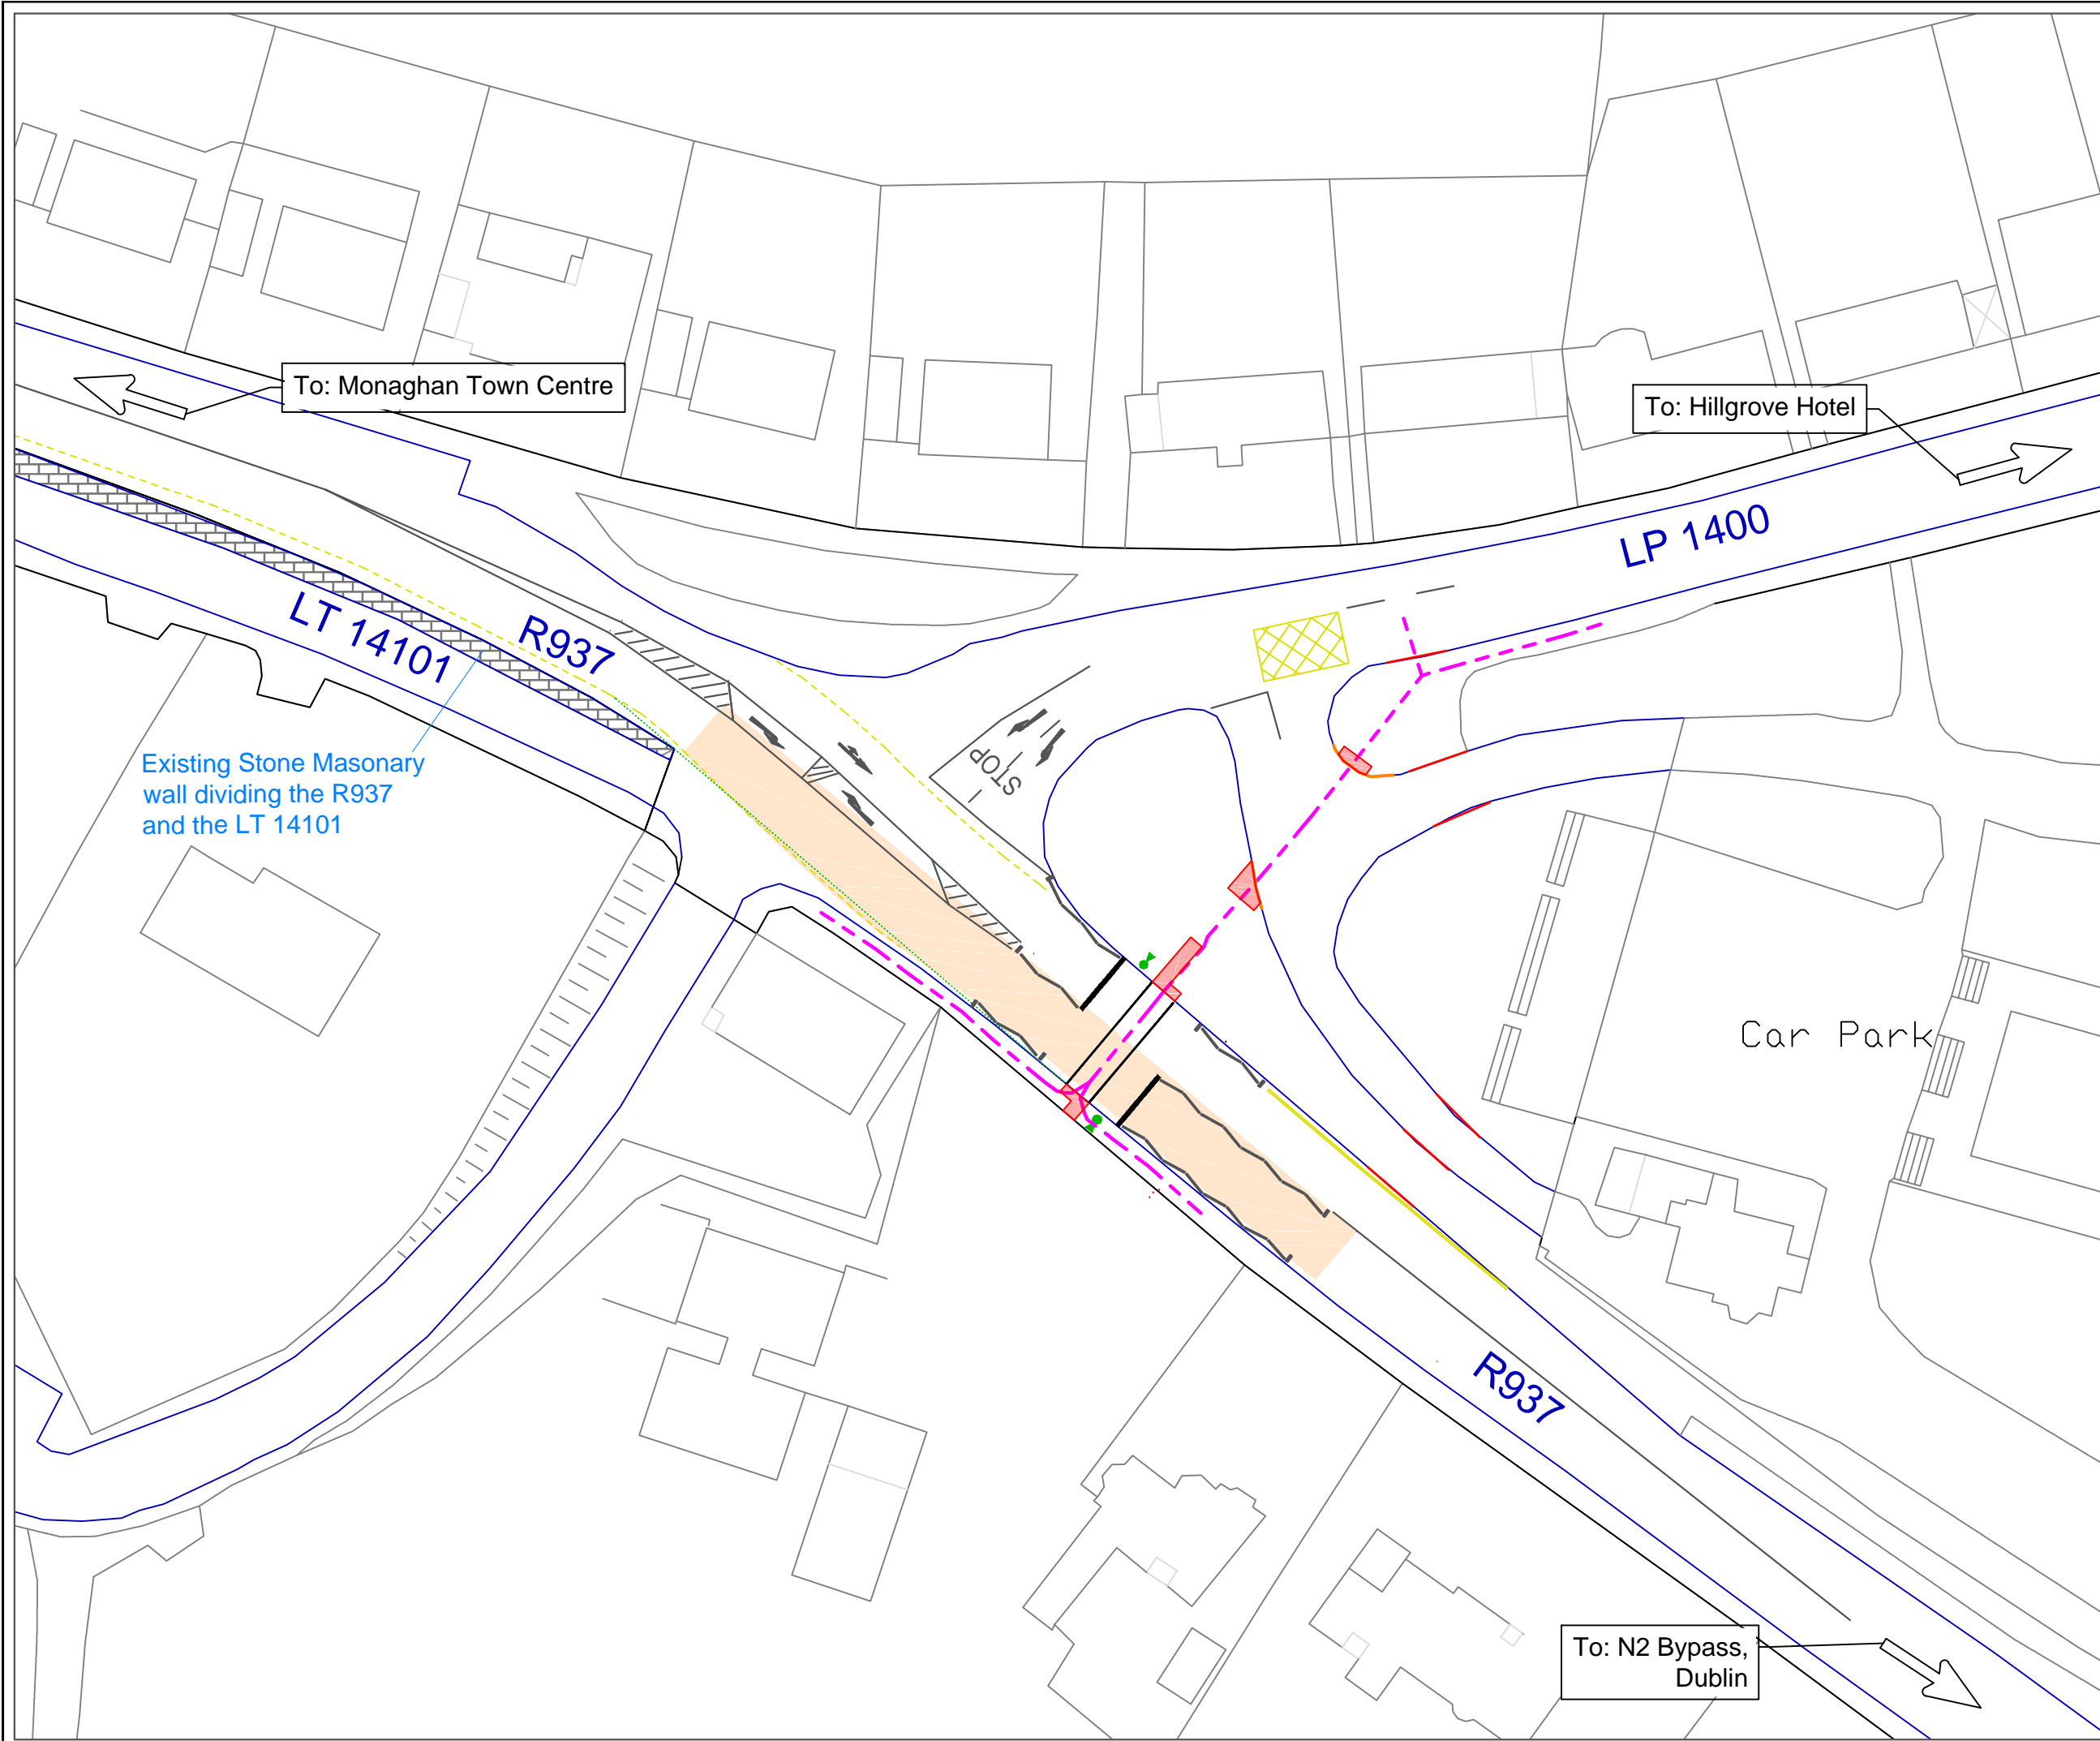 To: Monaghan Town Centre
To: Hillgrove Hotel
LP 1400
LT 14101
R937
STOP
Existing Stone Masonary
wall dividing the R937
and the LT 14101
Car Park
R937
To: N2 Bypass,
Dublin